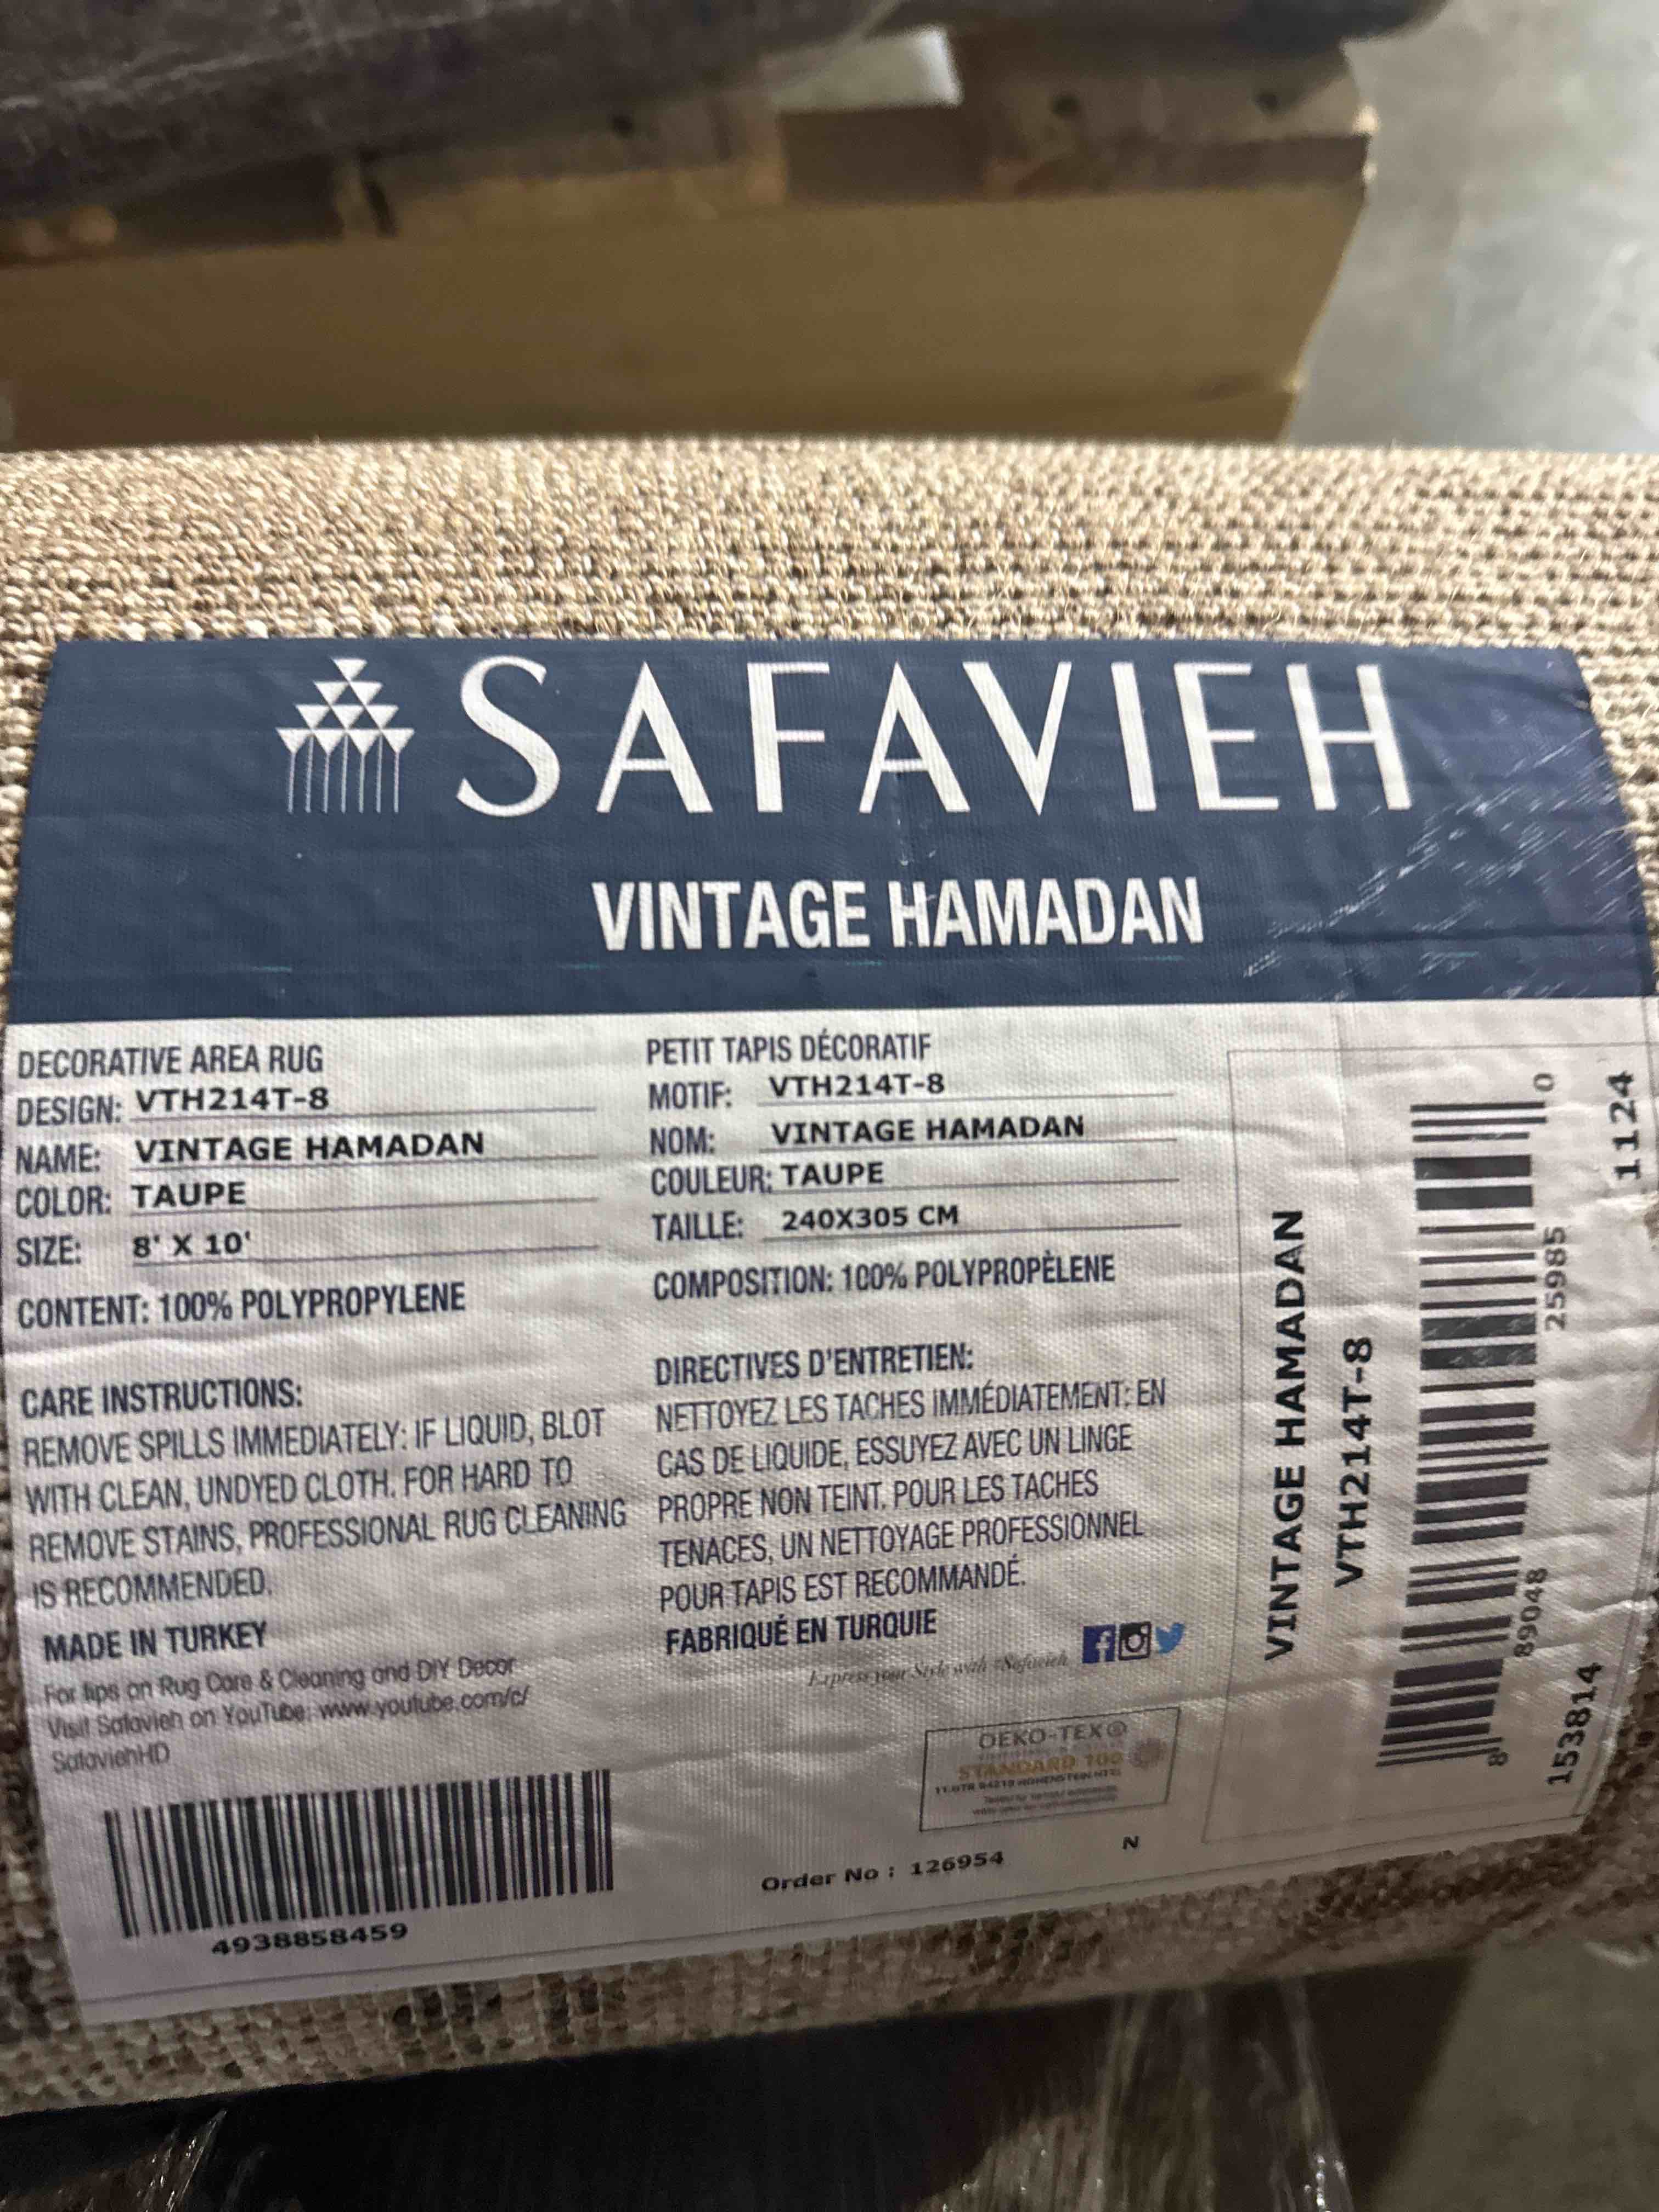 SAFAVIEH
VINTAGE HAMADAN
DECORATIVE AREA RUG
DESIGN: VTH214T-8
NAME: VINTAGE HAMADAN
COLOR: TAUPE
SIZE: 8' X 10'
CONTENT: 100% POLYPROPYLENE
CARE INSTRUCTIONS:
REMOVE SPILLS IMMEDIATELY: IF LIQUID, BLOT
WITH CLEAN, UNDYED CLOTH. FOR HARD TO
REMOVE STAINS, PROFESSIONAL RUG CLEANING
IS RECOMMENDED.
MADE IN TURKEY
For tips on Rug Care & Cleaning and DIY Decor
Visit Safavieh on YouTube: www.youtube.com/c/
SafaviehHD
4938858459
PETIT TAPIS DÉCORATIF
MOTIF: VTH214T-8
NOM: VINTAGE HAMADAN
COULEUR: TAUPE
TAILLE: 240X305 CM
COMPOSITION: 100% POLYPROPÈLENE
DIRECTIVES D'ENTRETIEN:
NETTOYEZ LES TACHES IMMÉDIATEMENT: EN
CAS DE LIQUIDE, ESSUYEZ AVEC UN LINGE
PROPRE NON TEINT. POUR LES TACHES
TENACES, UN NETTOYAGE PROFESSIONNEL
POUR TAPIS EST RECOMMANDÉ.
FABRIQUÉ EN TURQUIE
Express your Style with #Safavieh
OEKO-TEX®
STANDARD 100
Order No : 126954
N
VINTAGE HAMADAN
VTH214T-8
8 89048 25985 0
153814 1124